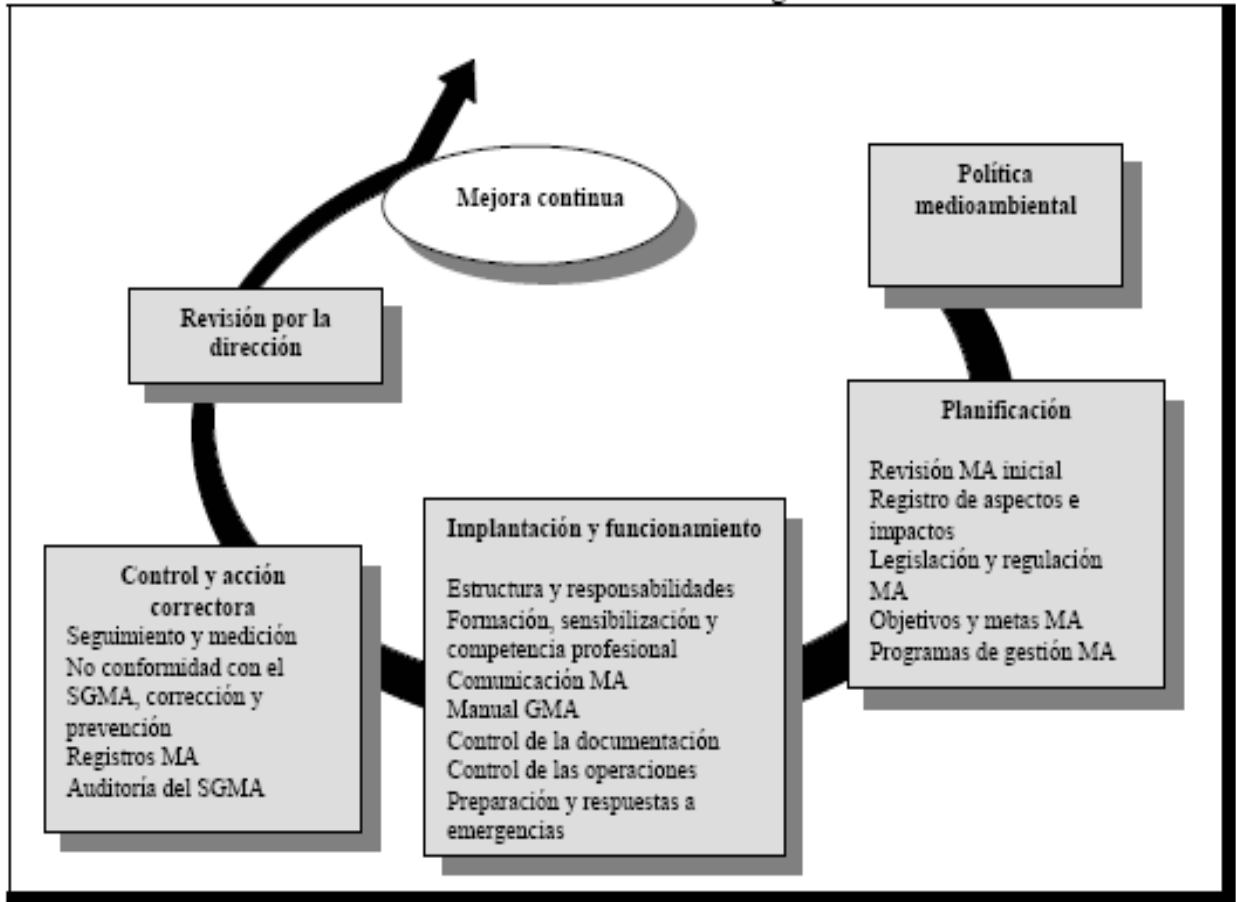 Mejora continua
Política
medioambiental
Revisión por la
dirección
Planificación
Revisión MA inicial
Registro de aspectos e
impactos
Legislación y regulación
MA
Objetivos y metas MA
Programas de gestión MA
Implantación y funcionamiento
Estructura y responsabilidades
Formación, sensibilización y
competencia profesional
Comunicación MA
Manual GMA
Control de la documentación
Control de las operaciones
Preparación y respuestas a
emergencias
Control y acción
correctora
Seguimiento y medición
No conformidad con el
SGMA, corrección y
prevención
Registros MA
Auditoría del SGMA